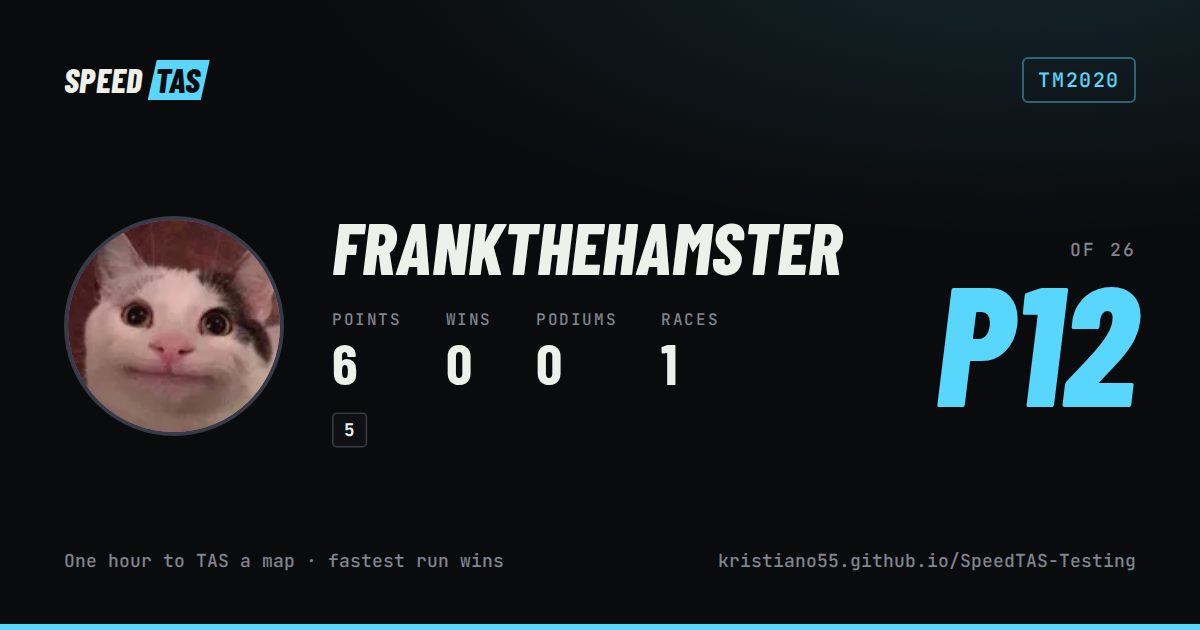 SPEED TAS
TM2020
FRANKTHEHAMSTER
POINTS WINS PODIUMS RACES
6 0 0 1
5
OF 26
P12
One hour to TAS a map · fastest run wins
kristiano55.github.io/SpeedTAS-Testing